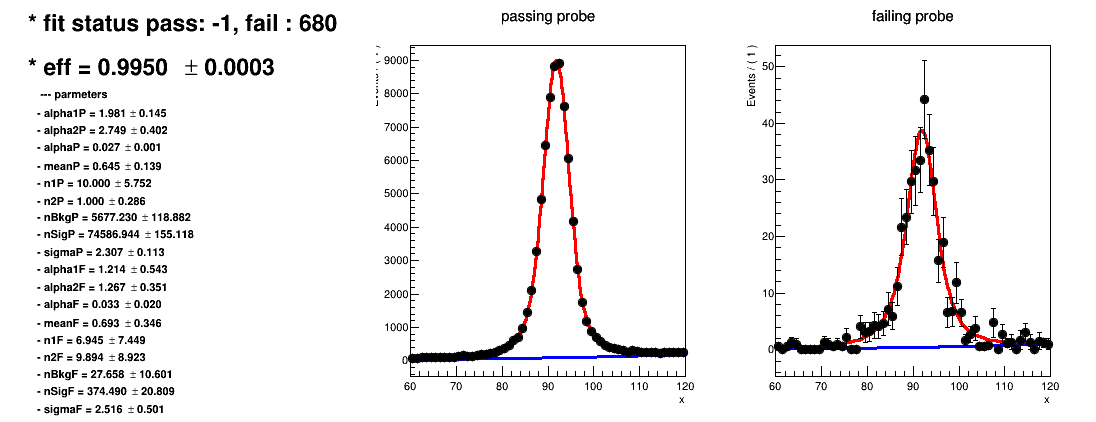 * fit status pass: -1, fail : 680
* eff = 0.9950 ± 0.0003
--- parmeters
- alpha1P = 1.981 ± 0.145
- alpha2P = 2.749 ± 0.402
- alphaP = 0.027 ± 0.001
- meanP = 0.645 ± 0.139
- n1P = 10.000 ± 5.752
- n2P = 1.000 ± 0.286
- nBkgP = 5677.230 ± 118.882
- nSigP = 74586.944 ± 155.118
- sigmaP = 2.307 ± 0.113
- alpha1F = 1.214 ± 0.543
- alpha2F = 1.267 ± 0.351
- alphaF = 0.033 ± 0.020
- meanF = 0.693 ± 0.346
- n1F = 6.945 ± 7.449
- n2F = 9.894 ± 8.923
- nBkgF = 27.658 ± 10.601
- nSigF = 374.490 ± 20.809
- sigmaF = 2.516 ± 0.501
passing probe
9000
8000
7000
6000
5000
4000
3000
2000
1000
0
60 70 80 90 100 110 120
x
failing probe
Events / ( 1 )
50
40
30
20
10
0
60 70 80 90 100 110 120
x